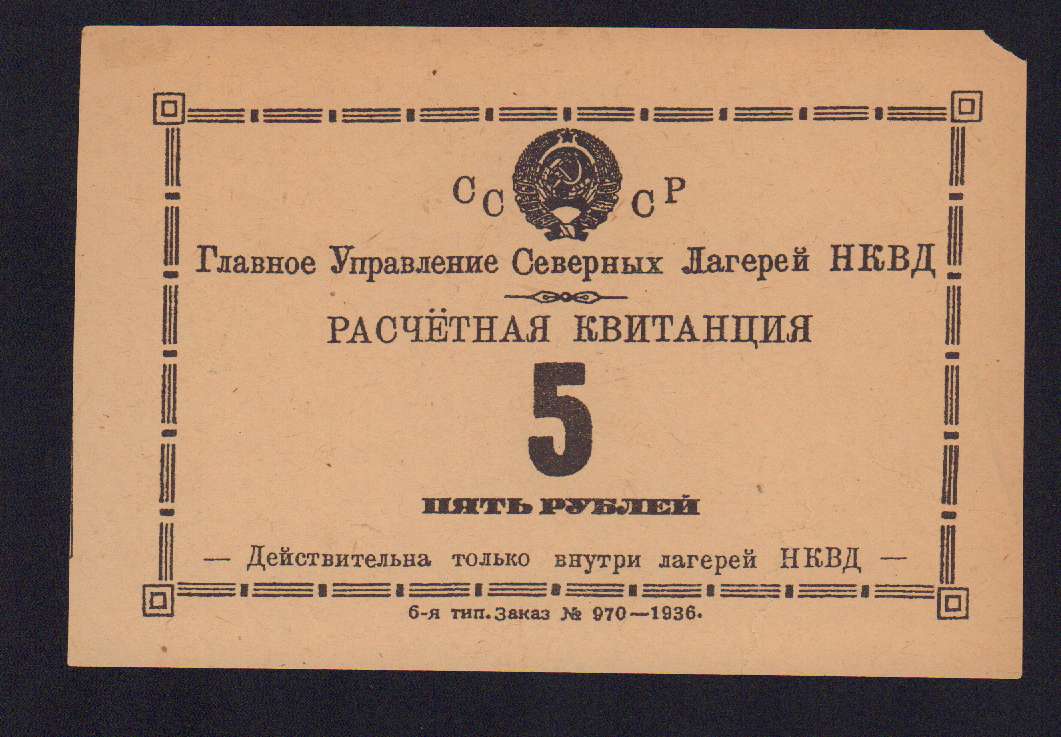 СССР
Главное Управление Северных Лагерей НКВД
РАСЧЁТНАЯ КВИТАНЦИЯ
5
ПЯТЬ РУБЛЕЙ
— Действительна только внутри лагерей НКВД —
6-я тип. Заказ № 970—1936.